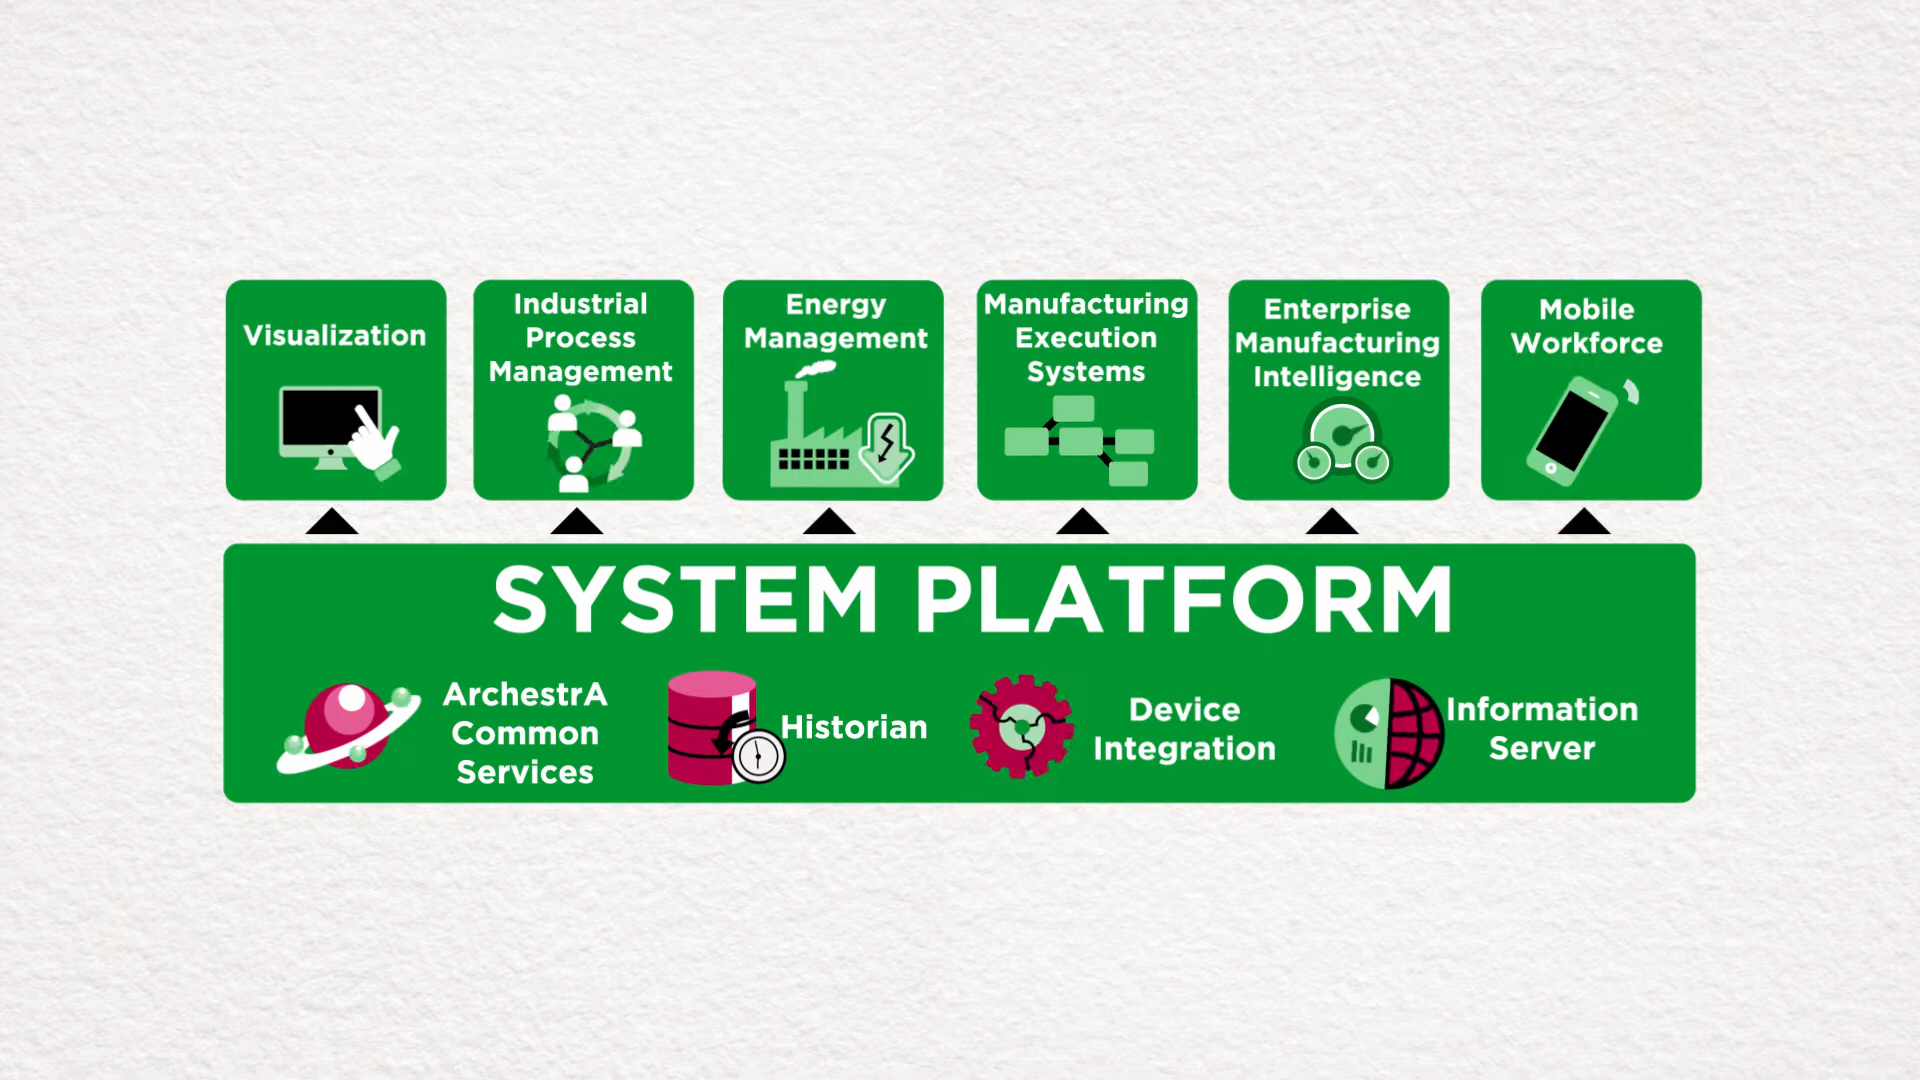 Visualization
Industrial
Process
Management
Energy
Management
Manufacturing
Execution
Systems
Enterprise
Manufacturing
Intelligence
Mobile
Workforce
SYSTEM PLATFORM
ArchestrA
Common
Services
Historian
Device
Integration
Information
Server